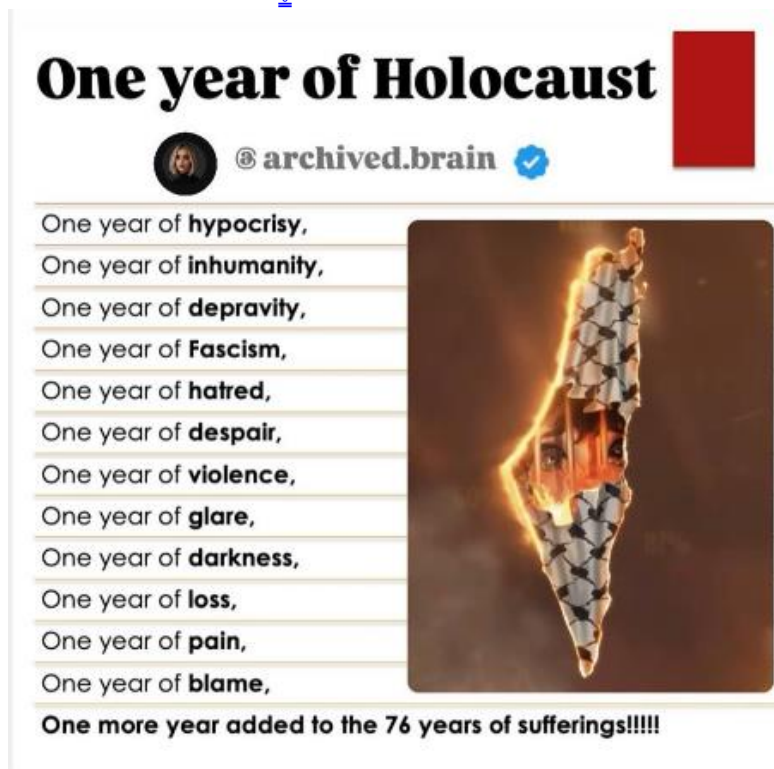 One year of Holocaust
@ archived.brain
One year of hypocrisy,
One year of inhumanity,
One year of depravity,
One year of Fascism,
One year of hatred,
One year of despair,
One year of violence,
One year of glare,
One year of darkness,
One year of loss,
One year of pain,
One year of blame,
One more year added to the 76 years of sufferings!!!!!